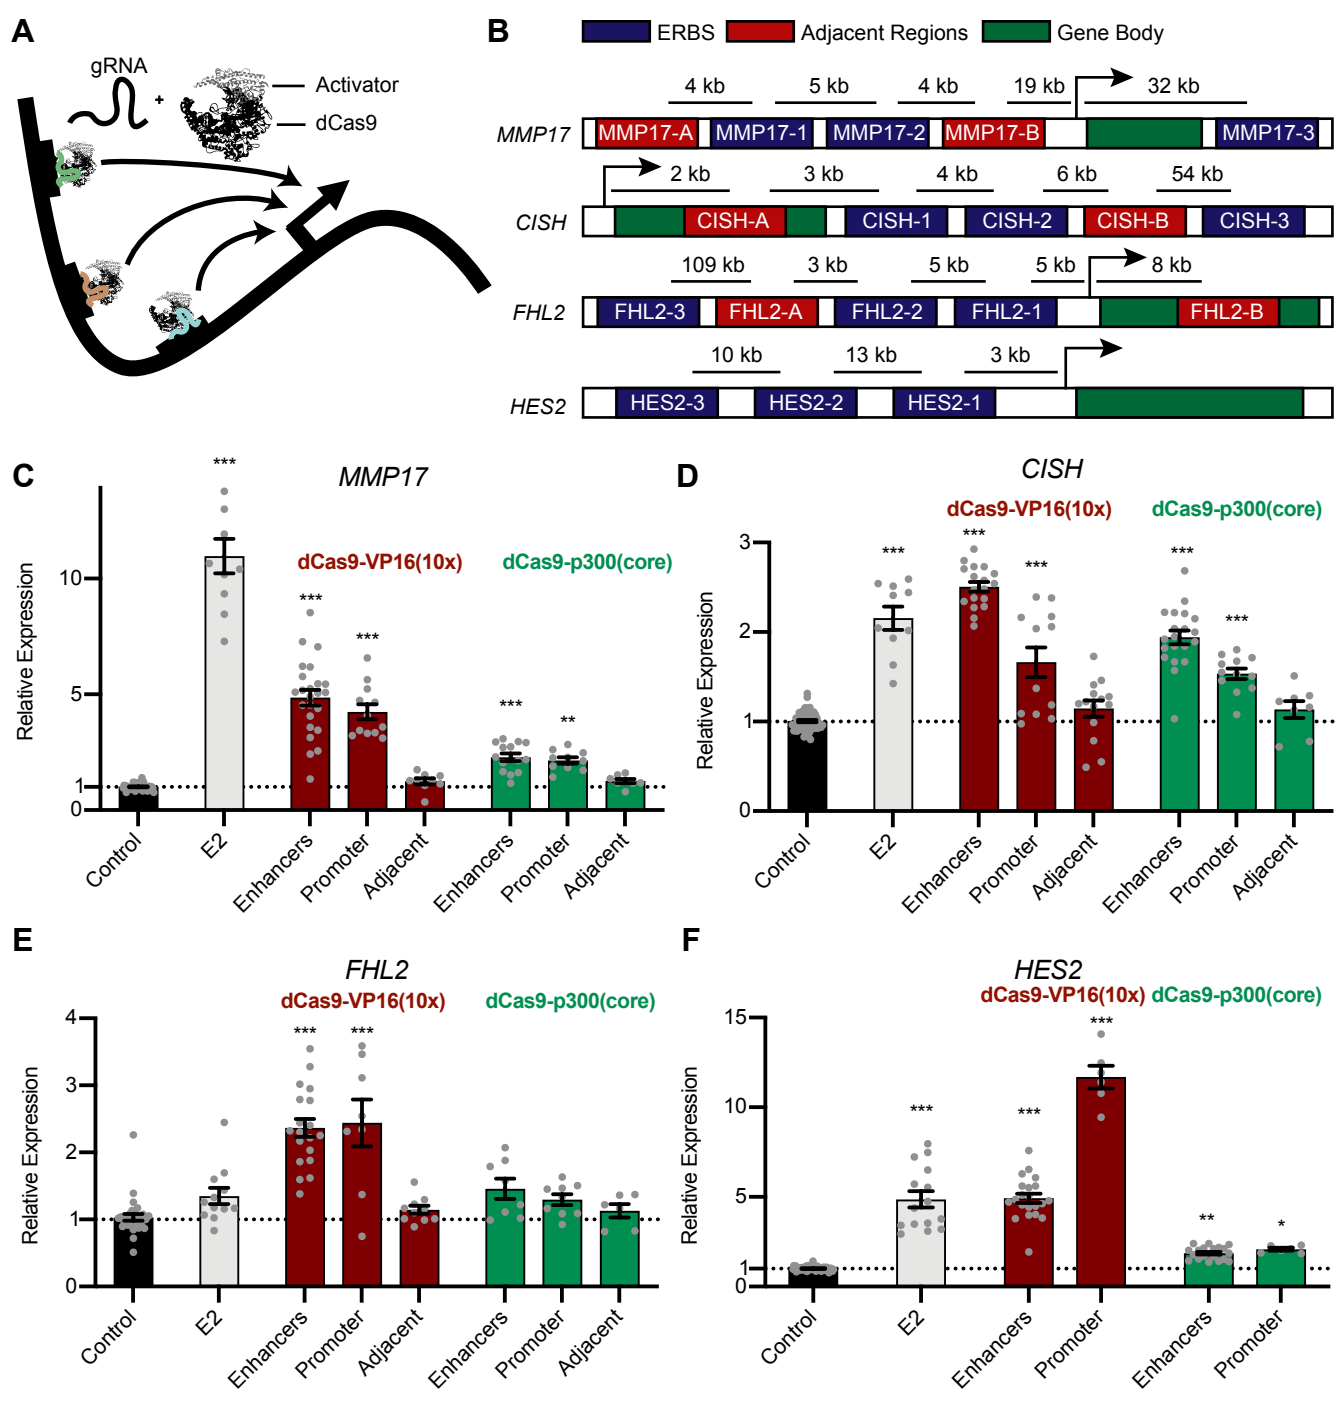 A
gRNA
+
Activator
dCas9
B
ERBS
Adjacent Regions
Gene Body
4 kb
5 kb
4 kb
19 kb
32 kb
MMP17
MMP17-A
MMP17-1
MMP17-2
MMP17-B
MMP17-3
2 kb
3 kb
4 kb
6 kb
54 kb
CISH
CISH-A
CISH-1
CISH-2
CISH-B
CISH-3
109 kb
3 kb
5 kb
5 kb
8 kb
FHL2
FHL2-3
FHL2-A
FHL2-2
FHL2-1
FHL2-B
10 kb
13 kb
3 kb
HES2
HES2-3
HES2-2
HES2-1
C
MMP17
dCas9-VP16(10x)
dCas9-p300(core)
Relative Expression
10
5
1
0
***
***
***
***
**
Control
E2
Enhancers
Promoter
Adjacent
Enhancers
Promoter
Adjacent
D
CISH
dCas9-VP16(10x)
dCas9-p300(core)
Relative Expression
3
2
1
0
***
***
***
***
***
Control
E2
Enhancers
Promoter
Adjacent
Enhancers
Promoter
Adjacent
E
FHL2
dCas9-VP16(10x)
dCas9-p300(core)
Relative Expression
4
3
2
1
0
***
***
Control
E2
Enhancers
Promoter
Adjacent
Enhancers
Promoter
Adjacent
F
HES2
dCas9-VP16(10x)
dCas9-p300(core)
Relative Expression
15
10
5
1
0
***
***
***
**
*
Control
E2
Enhancers
Promoter
Enhancers
Promoter